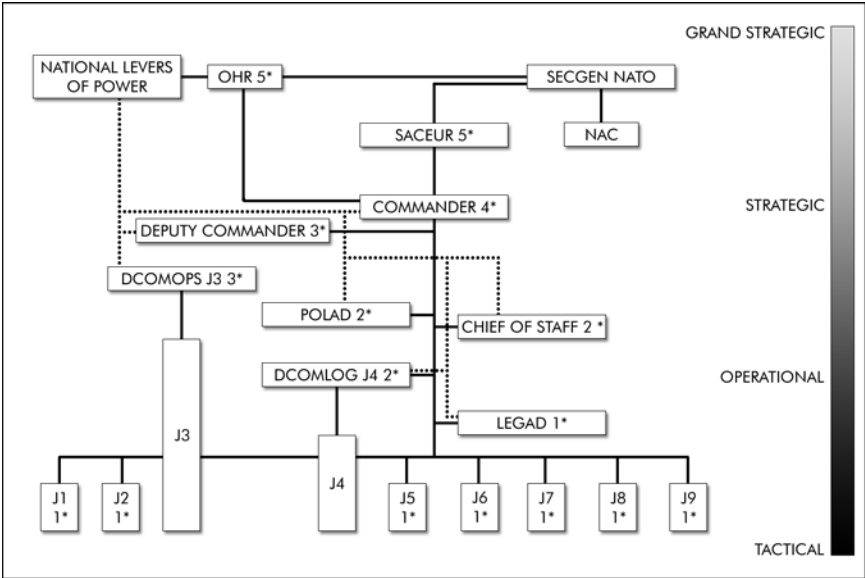 GRAND STRATEGIC
NATIONAL LEVERS
OF POWER
OHR 5*
SECGEN NATO
SACEUR 5*
NAC
COMMANDER 4*
STRATEGIC
DEPUTY COMMANDER 3*
DCOMOPS J3 3*
POLAD 2*
CHIEF OF STAFF 2 *
DCOMLOG J4 2*
OPERATIONAL
LEGAD 1*
J3
J4
J1
1*
J2
1*
J5
1*
J6
1*
J7
1*
J8
1*
J9
1*
TACTICAL